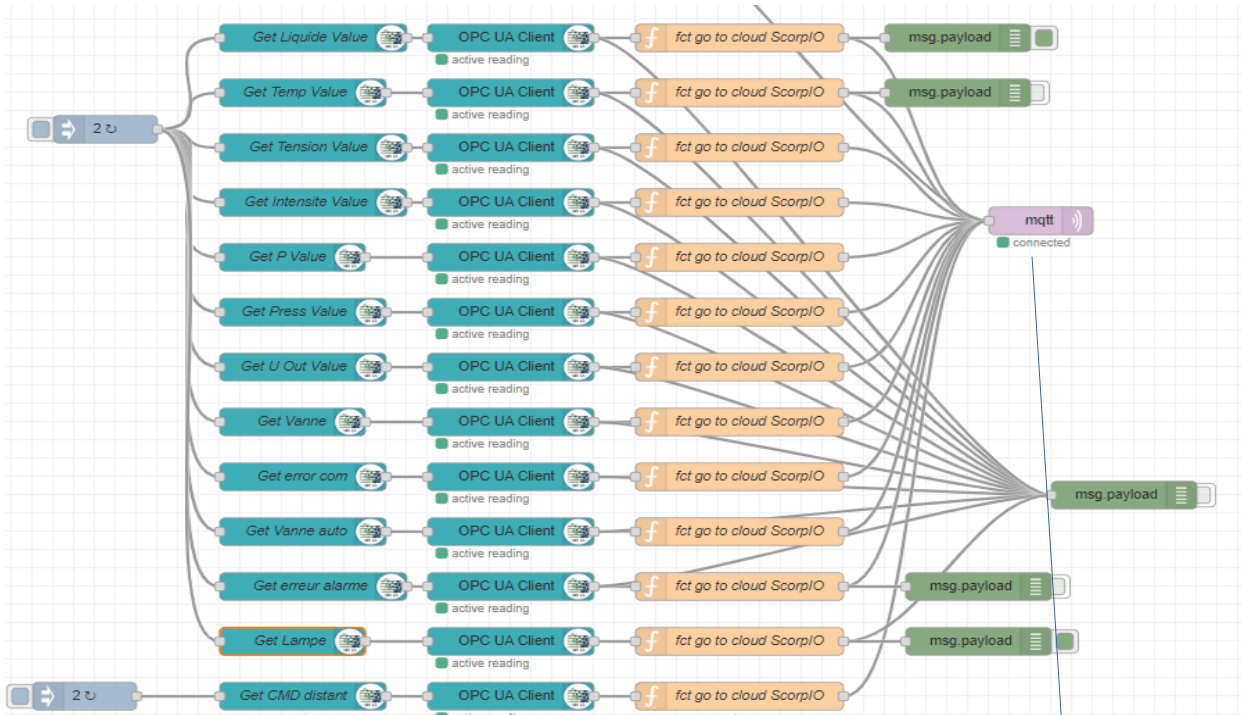 Get Liquide Value OPC UA Client fct go to cloud ScorpIO msg.payload
active reading
Get Temp Value OPC UA Client fct go to cloud ScorpIO msg.payload
active reading
2 ↻
Get Tension Value OPC UA Client fct go to cloud ScorpIO
active reading
Get Intensite Value OPC UA Client fct go to cloud ScorpIO
active reading
mqtt
connected
Get P Value OPC UA Client fct go to cloud ScorpIO
active reading
Get Press Value OPC UA Client fct go to cloud ScorpIO
active reading
Get U Out Value OPC UA Client fct go to cloud ScorpIO
active reading
Get Vanne OPC UA Client fct go to cloud ScorpIO
active reading
Get error com OPC UA Client fct go to cloud ScorpIO
active reading
msg.payload
Get Vanne auto OPC UA Client fct go to cloud ScorpIO
active reading
Get erreur alarme OPC UA Client fct go to cloud ScorpIO msg.payload
active reading
Get Lampe OPC UA Client fct go to cloud ScorpIO msg.payload
active reading
2 ↻ Get CMD distant OPC UA Client fct go to cloud ScorpIO